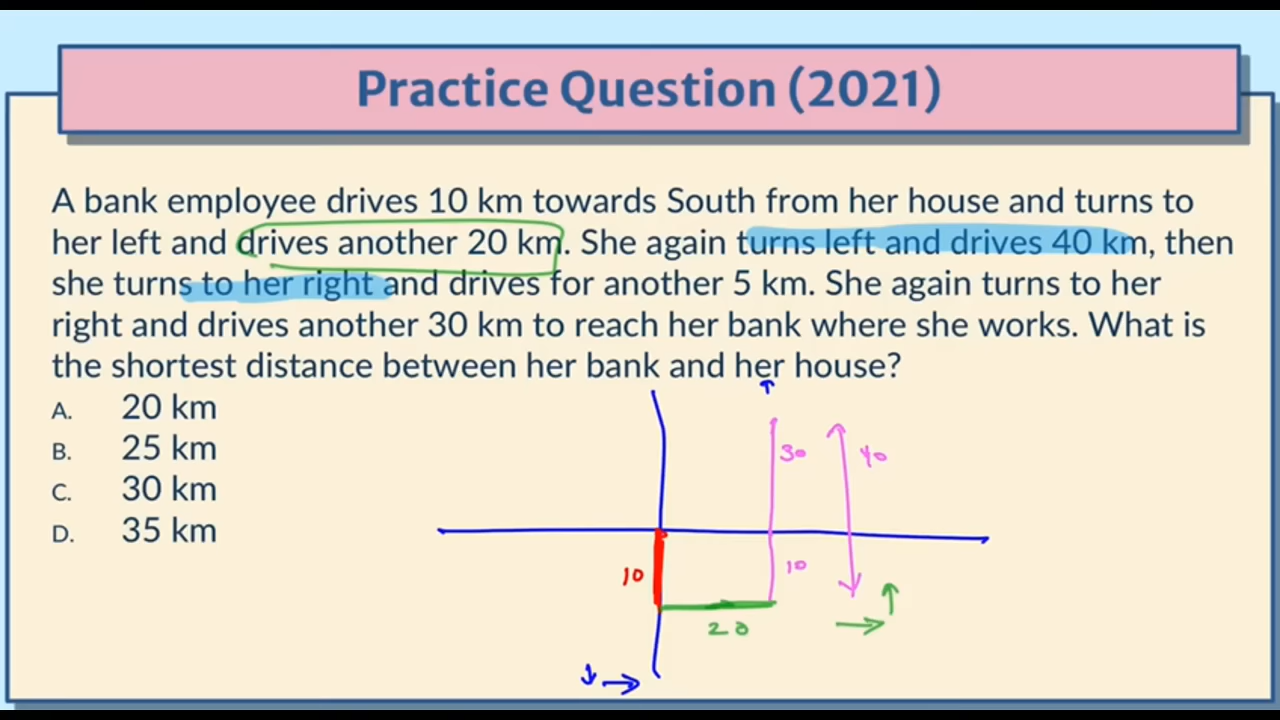 Practice Question (2021)
A bank employee drives 10 km towards South from her house and turns to
her left and drives another 20 km. She again turns left and drives 40 km, then
she turns to her right and drives for another 5 km. She again turns to her
right and drives another 30 km to reach her bank where she works. What is
the shortest distance between her bank and her house?
A. 20 km
B. 25 km
C. 30 km
D. 35 km
30
40
10
10
20